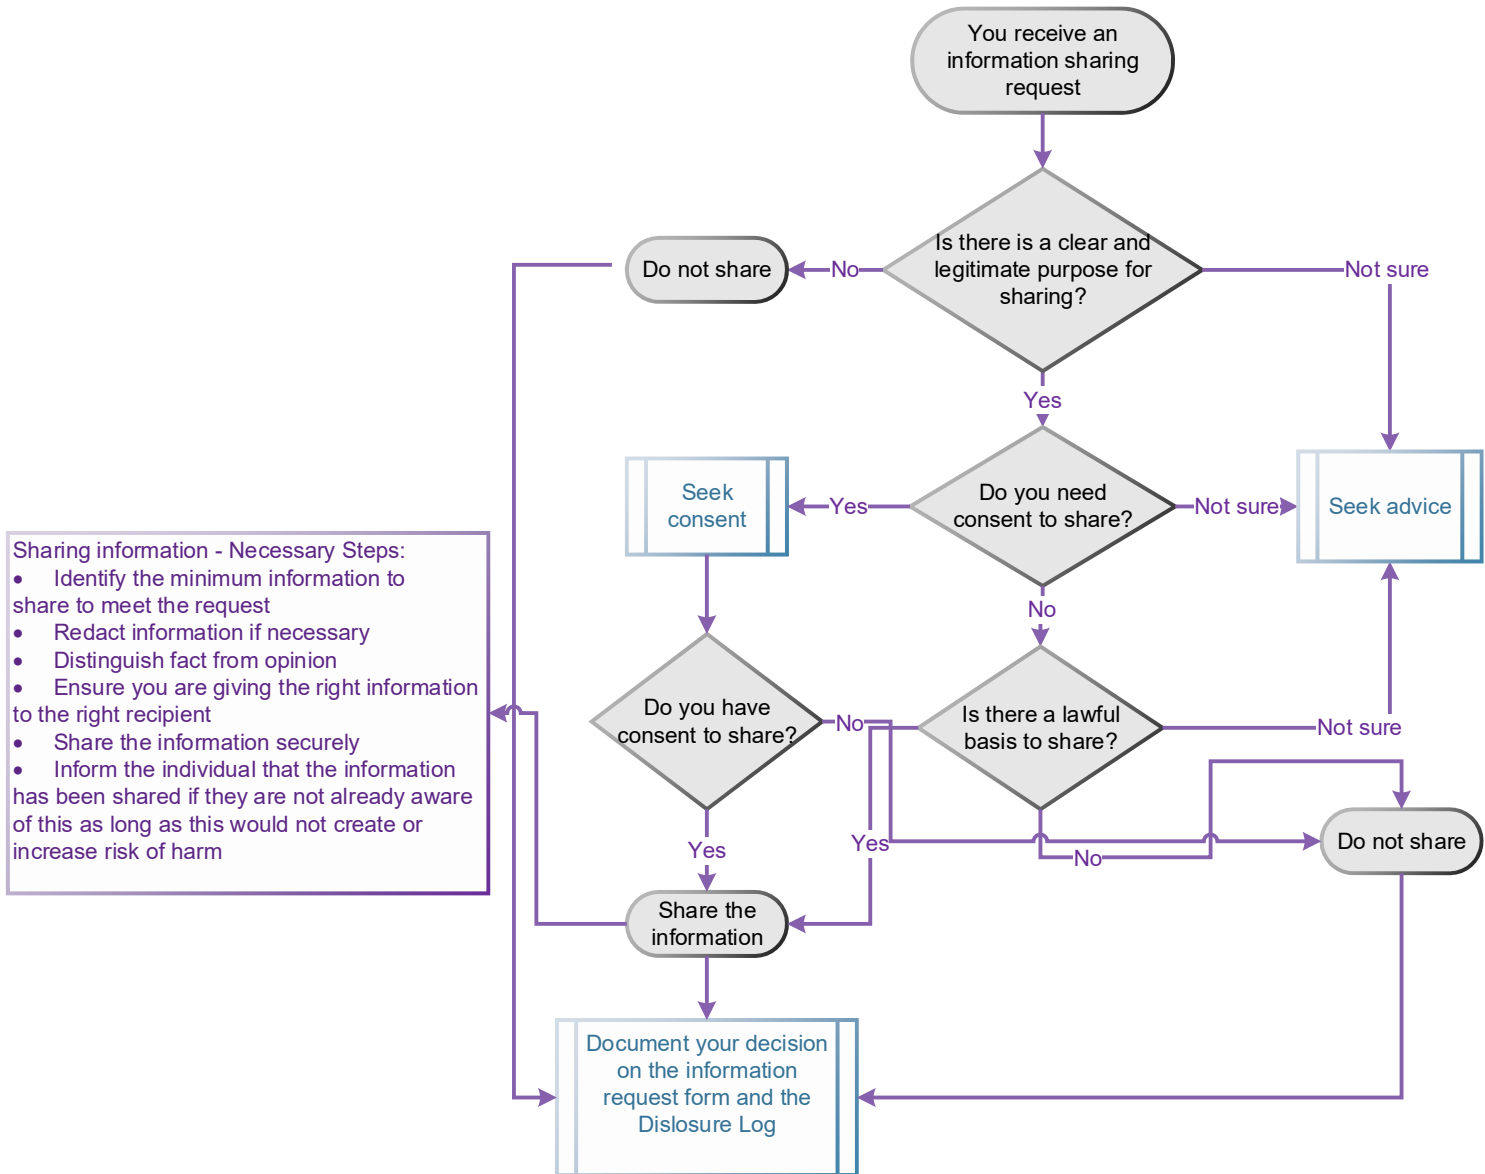 You receive an
information sharing
request
Is there is a clear and
legitimate purpose for
sharing?
No
Do not share
Not sure
Yes
Do you need
consent to share?
Yes
Seek
consent
Not sure
Seek advice
No
Sharing information - Necessary Steps:
• Identify the minimum information to
share to meet the request
• Redact information if necessary
• Distinguish fact from opinion
• Ensure you are giving the right information
to the right recipient
• Share the information securely
• Inform the individual that the information
has been shared if they are not already aware
of this as long as this would not create or
increase risk of harm
Do you have
consent to share?
No
Is there a lawful
basis to share?
Not sure
Yes
Yes
No
Do not share
Share the
information
Document your decision
on the information
request form and the
Dislosure Log